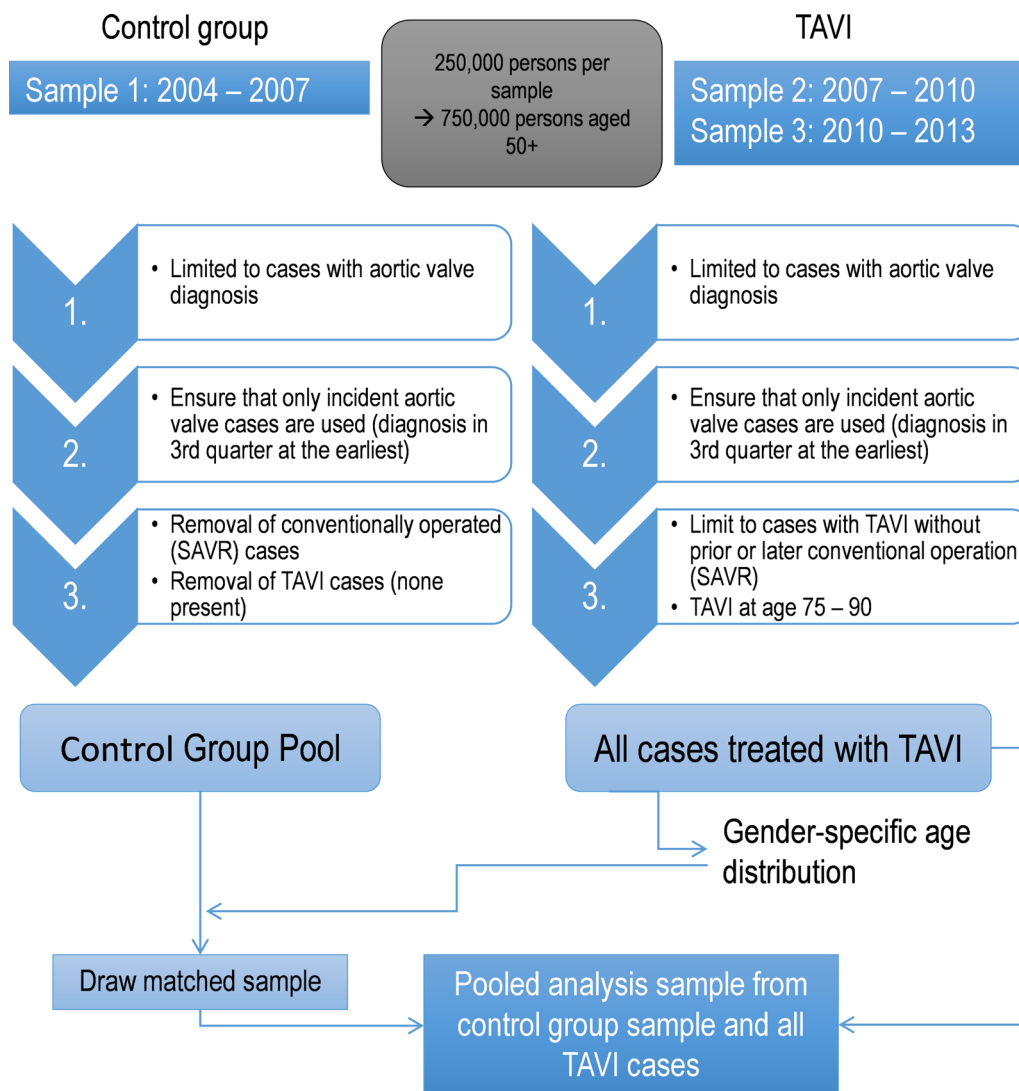 Control group
TAVI
Sample 1: 2004 – 2007
250,000 persons per
sample
→ 750,000 persons aged
50+
Sample 2: 2007 – 2010
Sample 3: 2010 – 2013
1.
• Limited to cases with aortic valve
diagnosis
2.
• Ensure that only incident aortic
valve cases are used (diagnosis in
3rd quarter at the earliest)
3.
• Removal of conventionally operated
(SAVR) cases
• Removal of TAVI cases (none
present)
1.
• Limited to cases with aortic valve
diagnosis
2.
• Ensure that only incident aortic
valve cases are used (diagnosis in
3rd quarter at the earliest)
3.
• Limit to cases with TAVI without
prior or later conventional operation
(SAVR)
• TAVI at age 75 – 90
Control Group Pool
All cases treated with TAVI
Gender-specific age
distribution
Draw matched sample
Pooled analysis sample from
control group sample and all
TAVI cases